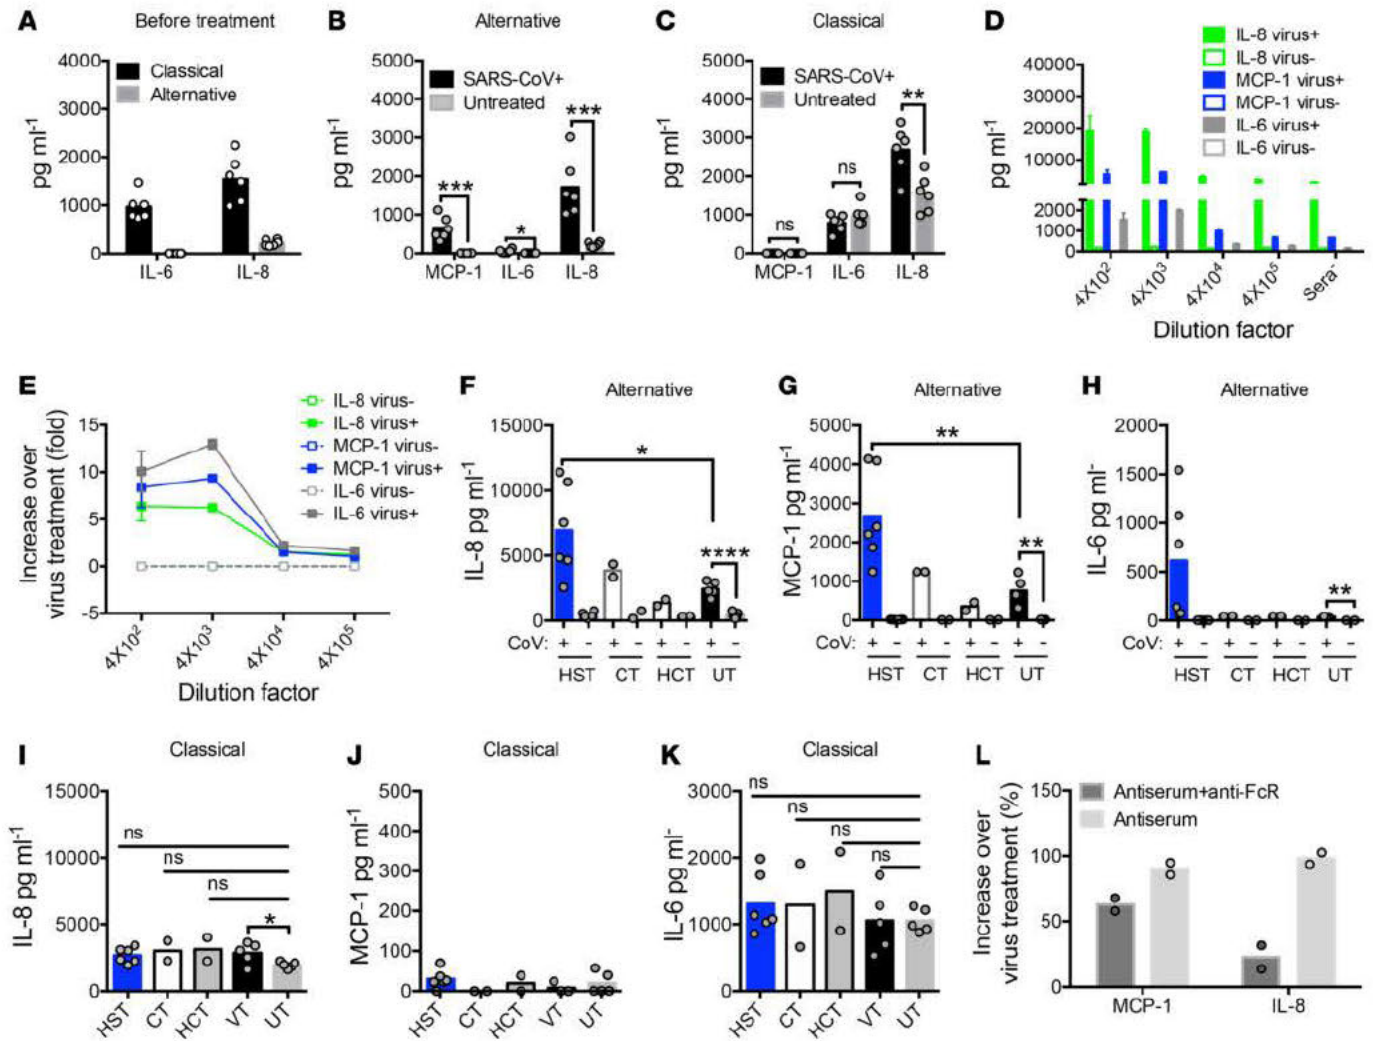 A
Before treatment
pg ml-1
4000
3000
2000
1000
0
Classical
Alternative
IL-6
IL-8
B
Alternative
pg ml-1
5000
4000
3000
2000
1000
0
SARS-CoV+
Untreated
***
*
***
MCP-1
IL-6
IL-8
C
Classical
pg ml-1
5000
4000
3000
2000
1000
0
SARS-CoV+
Untreated
ns
ns
**
MCP-1
IL-6
IL-8
D
IL-8 virus+
IL-8 virus-
MCP-1 virus+
MCP-1 virus-
IL-6 virus+
IL-6 virus-
pg ml-1
40000
30000
20000
10000
2000
1000
0
4X10²
4X10³
4X10⁴
4X10⁵
Sera-
Dilution factor
E
Increase over
virus treatment (fold)
15
10
5
0
-5
IL-8 virus-
IL-8 virus+
MCP-1 virus-
MCP-1 virus+
IL-6 virus-
IL-6 virus+
4X10²
4X10³
4X10⁴
4X10⁵
Dilution factor
F
Alternative
IL-8 pg ml-1
15000
10000
5000
0
*
****
CoV: + - + - + - + -
HST CT HCT UT
G
Alternative
MCP-1 pg ml-1
5000
4000
3000
2000
1000
0
**
**
CoV: + - + - + - + -
HST CT HCT UT
H
Alternative
IL-6 pg ml-
2000
1500
1000
500
0
**
CoV: + - + - + - + -
HST CT HCT UT
I
Classical
IL-8 pg ml-1
15000
10000
5000
0
ns
ns
ns
*
HST
CT
HCT
VT
UT
J
Classical
MCP-1 pg ml-1
500
400
300
200
100
0
HST
CT
HCT
VT
UT
K
Classical
IL-6 pg ml-
3000
2000
1000
0
ns
ns
ns
ns
HST
CT
HCT
VT
UT
L
Increase over
virus treatment (%)
150
100
50
0
Antiserum+anti-FcR
Antiserum
MCP-1
IL-8